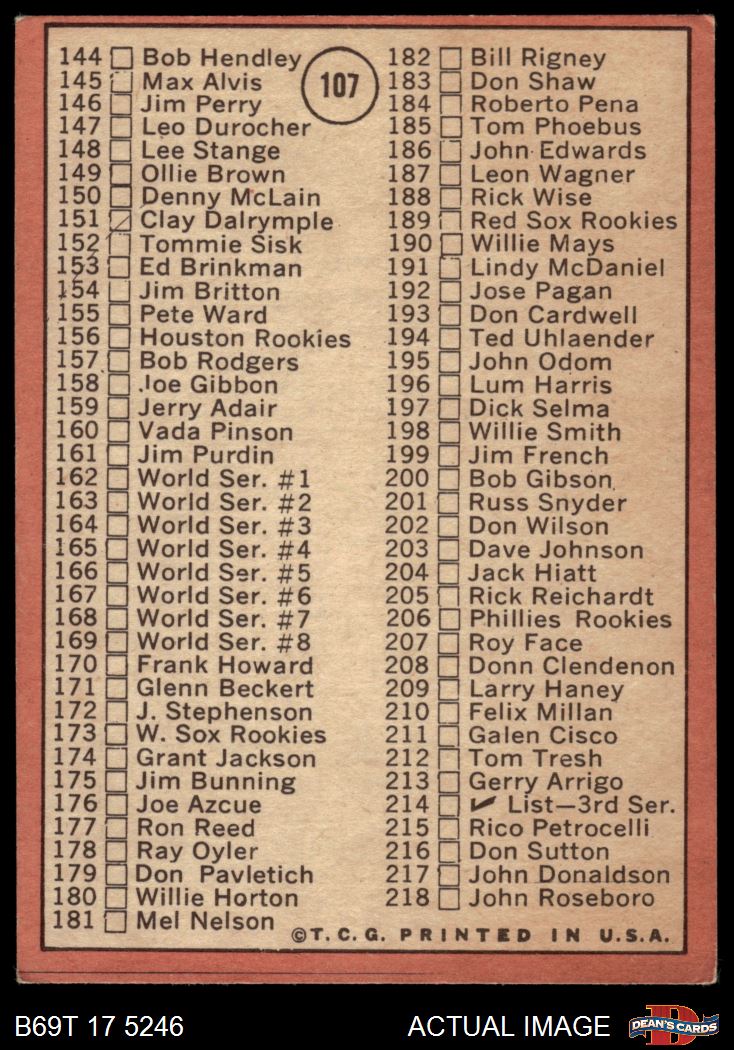 107
144 Bob Hendley
145 Max Alvis
146 Jim Perry
147 Leo Durocher
148 Lee Stange
149 Ollie Brown
150 Denny McLain
151 Clay Dalrymple
152 Tommie Sisk
153 Ed Brinkman
154 Jim Britton
155 Pete Ward
156 Houston Rookies
157 Bob Rodgers
158 Joe Gibbon
159 Jerry Adair
160 Vada Pinson
161 Jim Purdin
162 World Ser. #1
163 World Ser. #2
164 World Ser. #3
165 World Ser. #4
166 World Ser. #5
167 World Ser. #6
168 World Ser. #7
169 World Ser. #8
170 Frank Howard
171 Glenn Beckert
172 J. Stephenson
173 W. Sox Rookies
174 Grant Jackson
175 Jim Bunning
176 Joe Azcue
177 Ron Reed
178 Ray Oyler
179 Don Pavletich
180 Willie Horton
181 Mel Nelson
182 Bill Rigney
183 Don Shaw
184 Roberto Pena
185 Tom Phoebus
186 John Edwards
187 Leon Wagner
188 Rick Wise
189 Red Sox Rookies
190 Willie Mays
191 Lindy McDaniel
192 Jose Pagan
193 Don Cardwell
194 Ted Uhlaender
195 John Odom
196 Lum Harris
197 Dick Selma
198 Willie Smith
199 Jim French
200 Bob Gibson
201 Russ Snyder
202 Don Wilson
203 Dave Johnson
204 Jack Hiatt
205 Rick Reichardt
206 Phillies Rookies
207 Roy Face
208 Donn Clendenon
209 Larry Haney
210 Felix Millan
211 Galen Cisco
212 Tom Tresh
213 Gerry Arrigo
214 ✔ List—3rd Ser.
215 Rico Petrocelli
216 Don Sutton
217 John Donaldson
218 John Roseboro
©T.C.G. PRINTED IN U.S.A.
B69T 17 5246
ACTUAL IMAGE
D
DEAN'S CARDS